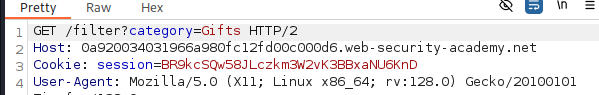 Pretty Raw Hex \n
1 GET /filter?category=Gifts HTTP/2
2 Host: 0a920034031966a980fc12fd00c000d6.web-security-academy.net
3 Cookie: session=BR9kcSQw58JLczkm3W2vK3BBxaNU6KnD
4 User-Agent: Mozilla/5.0 (X11; Linux x86_64; rv:128.0) Gecko/20100101